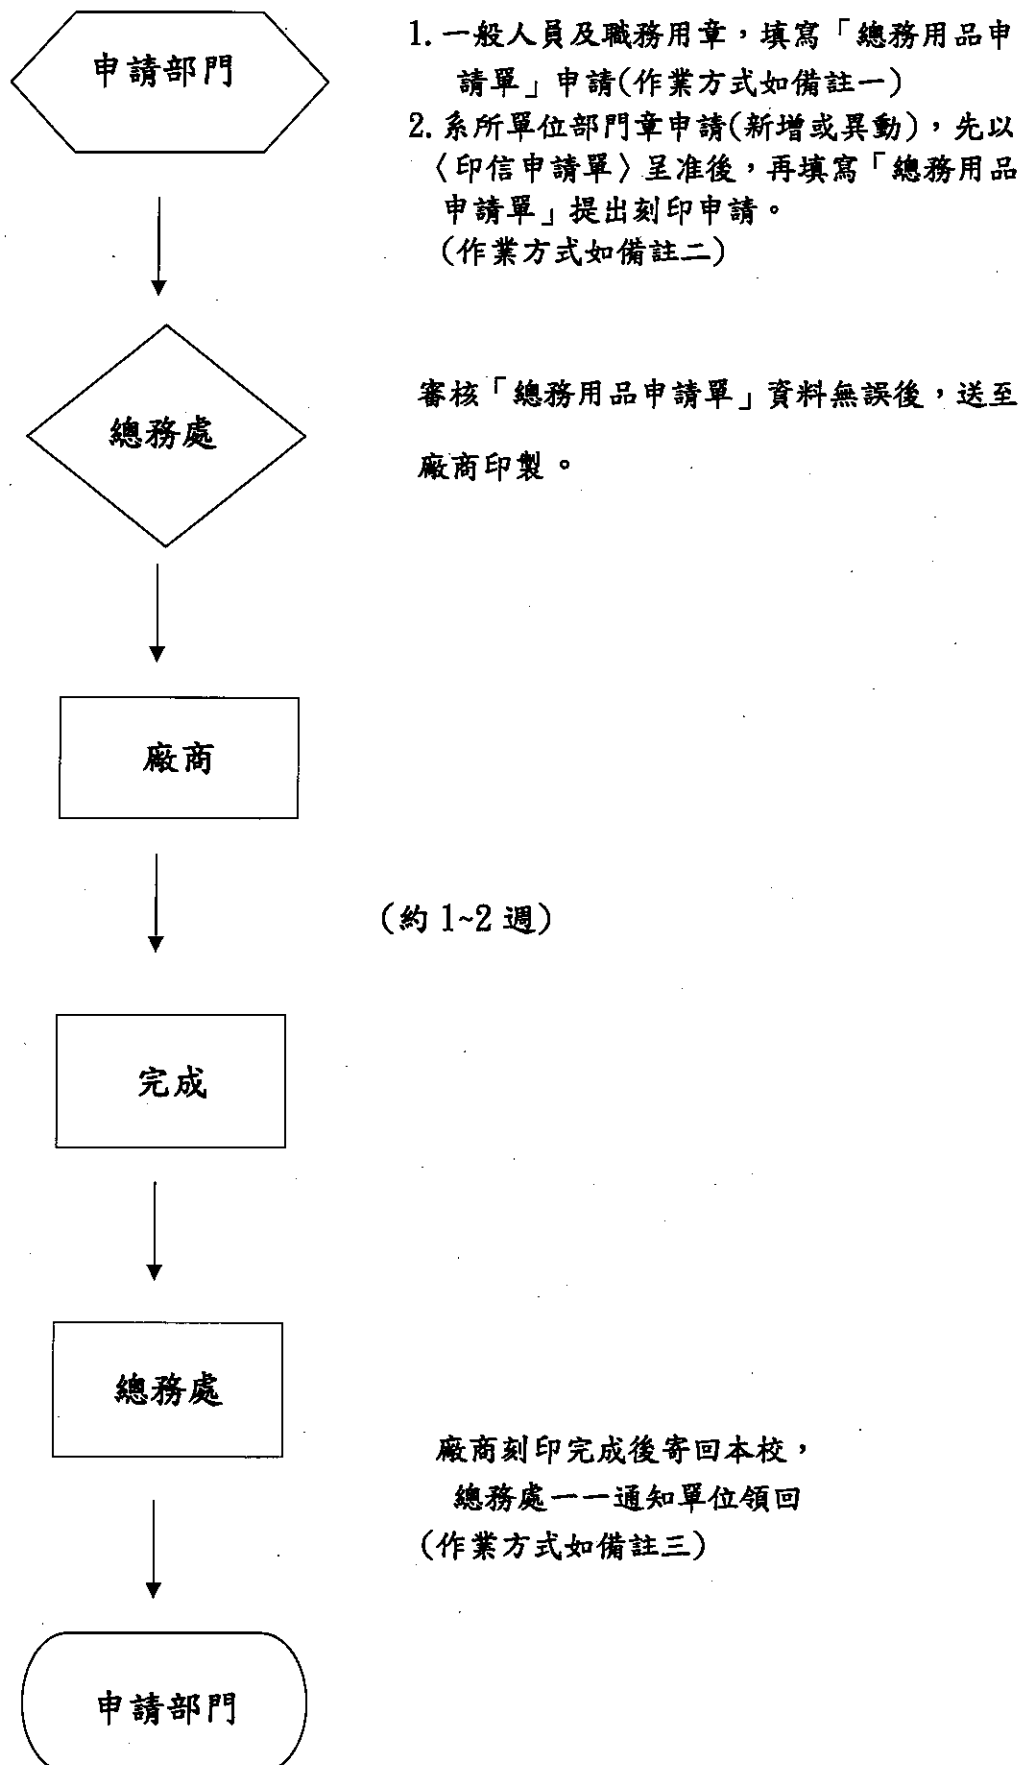 申請部門
1. 一般人員及職務用章，填寫「總務用品申
請單」申請(作業方式如備註一)
2. 系所單位部門章申請(新增或異動)，先以
〈印信申請單〉呈准後，再填寫「總務用品
申請單」提出刻印申請。
(作業方式如備註二)
總務處
審核「總務用品申請單」資料無誤後，送至
廠商印製。
廠商
(約 1~2 週)
完成
總務處
廠商刻印完成後寄回本校，
總務處一一通知單位領回
(作業方式如備註三)
申請部門